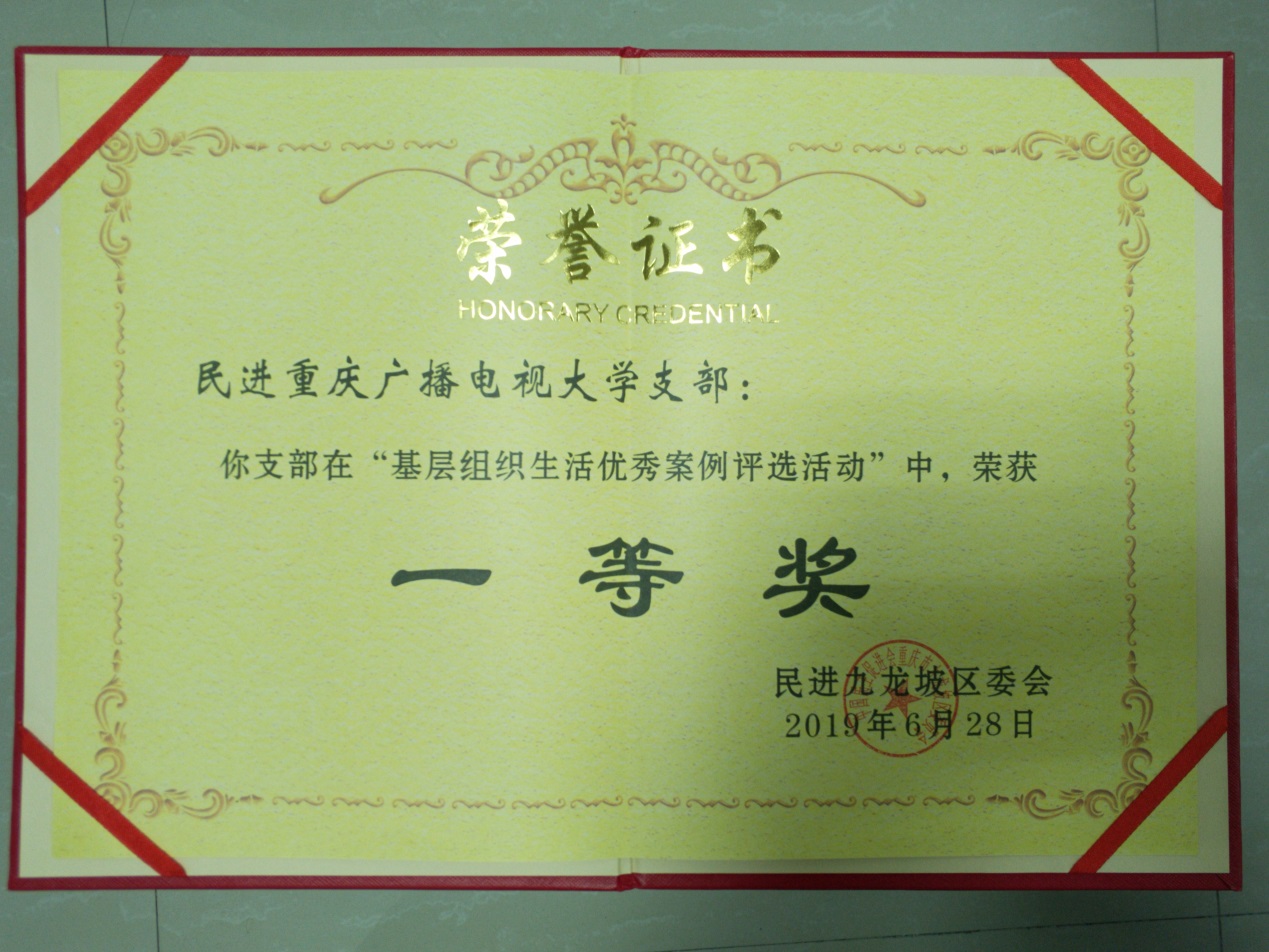 荣誉证书
HONORARY CREDENTIAL
民进重庆广播电视大学支部：
你支部在“基层组织生活优秀案例评选活动”中，荣获
一等奖
民进九龙坡区委会
2019年6月28日